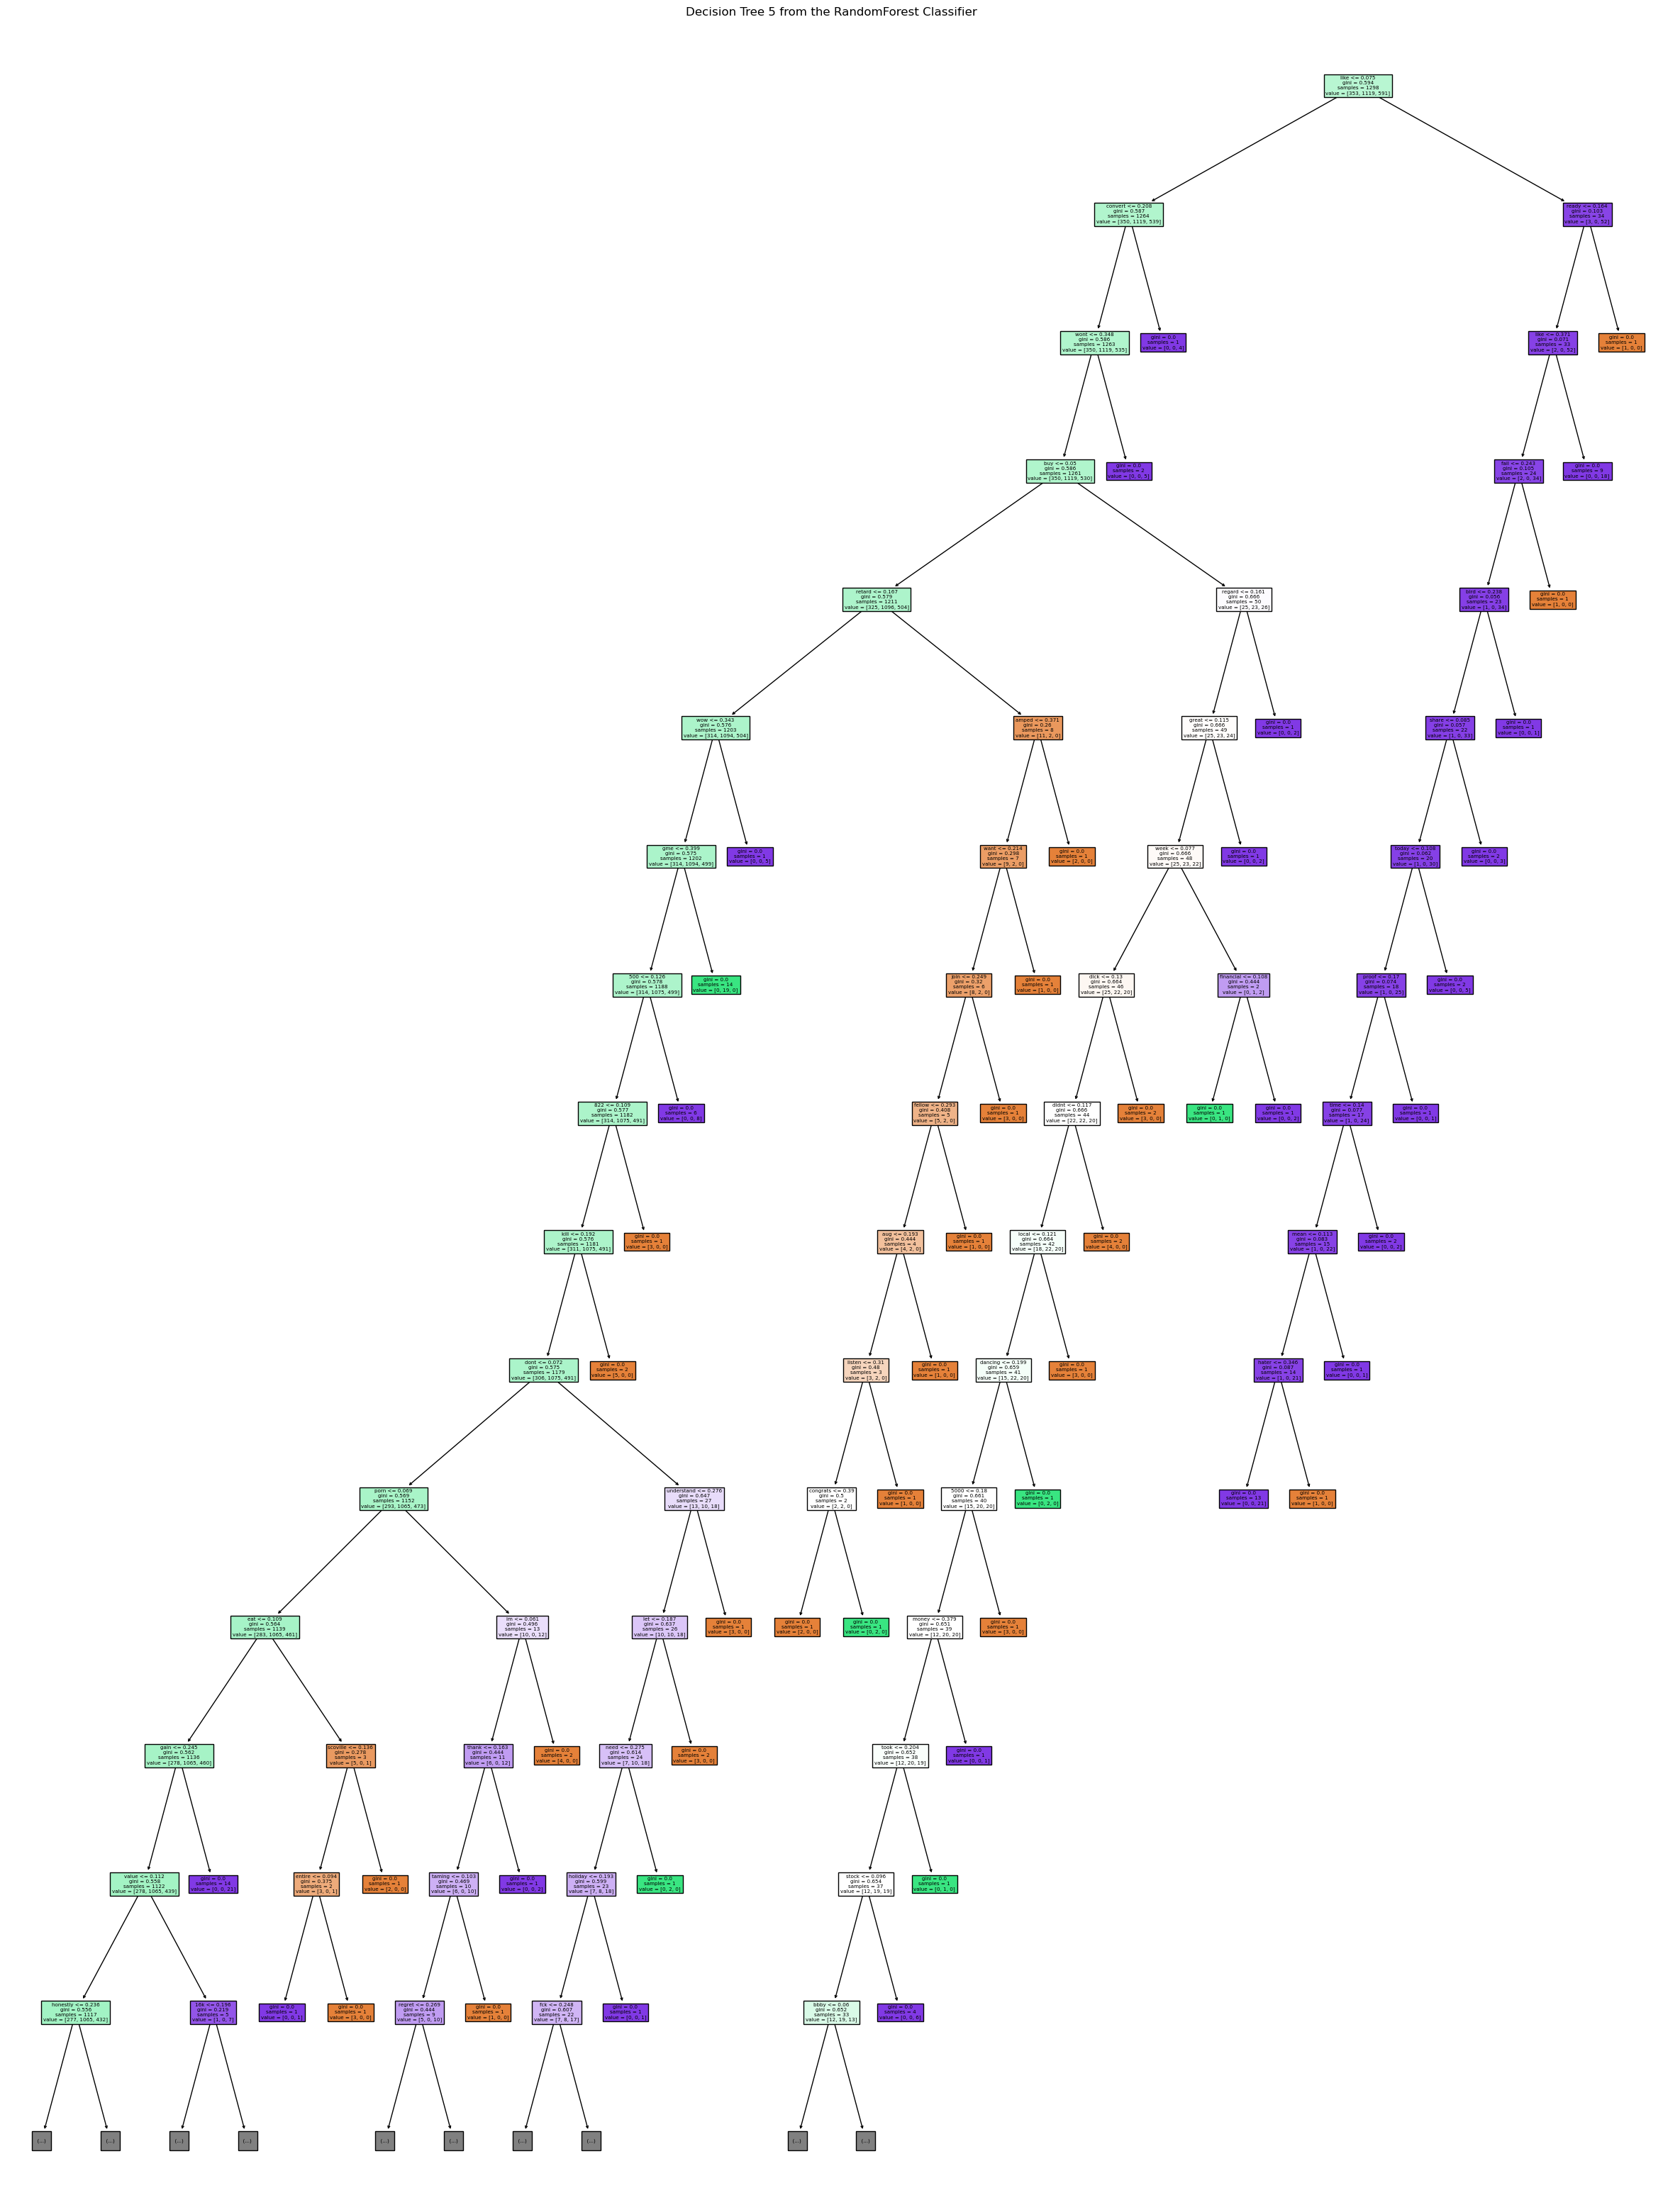 Decision Tree 5 from the RandomForest Classifier
like <= 0.075
gini = 0.594
samples = 1298
value = [353, 1119, 591]
convert <= 0.208
gini = 0.587
samples = 1264
value = [350, 1119, 539]
ready <= 0.164
gini = 0.103
samples = 34
value = [3, 0, 52]
wont <= 0.348
gini = 0.586
samples = 1263
value = [350, 1119, 535]
gini = 0.0
samples = 1
value = [0, 0, 4]
like <= 0.371
gini = 0.071
samples = 33
value = [2, 0, 52]
gini = 0.0
samples = 1
value = [1, 0, 0]
buy <= 0.05
gini = 0.586
samples = 1261
value = [350, 1119, 530]
gini = 0.0
samples = 2
value = [0, 0, 5]
fall <= 0.243
gini = 0.105
samples = 24
value = [2, 0, 34]
gini = 0.0
samples = 9
value = [0, 0, 18]
retard <= 0.167
gini = 0.579
samples = 1211
value = [325, 1096, 504]
regard <= 0.161
gini = 0.666
samples = 50
value = [25, 23, 26]
<= 0.238
gini = 0.056
samples = 23
value = [1, 0, 34]
gini = 0.0
samples = 1
value = [1, 0, 0]
wow <= 0.343
gini = 0.576
samples = 1203
value = [314, 1094, 504]
amped <= 0.371
gini = 0.26
samples = 8
value = [11, 2, 0]
great <= 0.115
gini = 0.666
samples = 49
value = [25, 23, 24]
gini = 0.0
samples = 1
value = [0, 0, 2]
share <= 0.085
gini = 0.057
samples = 22
value = [1, 0, 33]
gini = 0.0
samples = 1
value = [0, 0, 1]
gme <= 0.399
gini = 0.575
samples = 1202
value = [314, 1094, 499]
gini = 0.0
samples = 1
value = [0, 0, 5]
want <= 0.214
gini = 0.298
samples = 7
value = [9, 2, 0]
gini = 0.0
samples = 1
value = [2, 0, 0]
week <= 0.077
gini = 0.666
samples = 48
value = [25, 23, 22]
gini = 0.0
samples = 1
value = [0, 0, 2]
today <= 0.108
gini = 0.062
samples = 20
value = [1, 0, 30]
gini = 0.0
samples = 2
value = [0, 0, 3]
500 <= 0.126
gini = 0.578
samples = 1188
value = [314, 1075, 499]
gini = 0.0
samples = 14
value = [0, 19, 0]
join <= 0.249
gini = 0.32
samples = 6
value = [8, 2, 0]
gini = 0.0
samples = 1
value = [1, 0, 0]
dick <= 0.13
gini = 0.664
samples = 46
value = [25, 22, 20]
financial <= 0.108
gini = 0.444
samples = 2
value = [0, 1, 2]
proof <= 0.17
gini = 0.074
samples = 18
value = [1, 0, 25]
gini = 0.0
samples = 2
value = [0, 0, 5]
822 <= 0.109
gini = 0.577
samples = 1182
value = [314, 1075, 491]
gini = 0.0
samples = 6
value = [0, 0, 8]
fellow <= 0.293
gini = 0.408
samples = 5
value = [5, 2, 0]
gini = 0.0
samples = 1
value = [3, 0, 0]
didnt <= 0.117
gini = 0.666
samples = 44
value = [22, 22, 20]
gini = 0.0
samples = 2
value = [3, 0, 0]
gini = 0.0
samples = 1
value = [0, 1, 0]
gini = 0.0
samples = 1
value = [0, 0, 2]
time <= 0.14
gini = 0.077
samples = 17
value = [1, 0, 24]
gini = 0.0
samples = 1
value = [0, 0, 1]
kill <= 0.192
gini = 0.576
samples = 1181
value = [311, 1075, 491]
gini = 0.0
samples = 1
value = [3, 0, 0]
aug <= 0.193
gini = 0.444
samples = 4
value = [4, 2, 0]
gini = 0.0
samples = 1
value = [1, 0, 0]
local <= 0.121
gini = 0.664
samples = 42
value = [18, 22, 20]
gini = 0.0
samples = 2
value = [4, 0, 0]
mean <= 0.113
gini = 0.083
samples = 15
value = [1, 0, 22]
gini = 0.0
samples = 2
value = [0, 0, 2]
dont <= 0.072
gini = 0.575
samples = 1179
value = [306, 1075, 491]
gini = 0.0
samples = 2
value = [5, 0, 0]
listen <= 0.31
gini = 0.48
samples = 3
value = [3, 2, 0]
gini = 0.0
samples = 1
value = [1, 0, 0]
dancing <= 0.199
gini = 0.659
samples = 41
value = [15, 22, 20]
gini = 0.0
samples = 1
value = [3, 0, 0]
hater <= 0.346
gini = 0.087
samples = 14
value = [1, 0, 21]
gini = 0.0
samples = 1
value = [0, 0, 1]
porn <= 0.069
gini = 0.569
samples = 1152
value = [293, 1065, 473]
understand <= 0.276
gini = 0.647
samples = 27
value = [13, 10, 18]
congrats <= 0.39
gini = 0.5
samples = 2
value = [2, 2, 0]
gini = 0.0
samples = 1
value = [1, 0, 0]
5000 <= 0.18
gini = 0.661
samples = 40
value = [15, 20, 20]
gini = 0.0
samples = 1
value = [0, 2, 0]
gini = 0.0
samples = 13
value = [0, 0, 21]
gini = 0.0
samples = 1
value = [1, 0, 0]
eat <= 0.109
gini = 0.564
samples = 1139
value = [283, 1065, 461]
im <= 0.061
gini = 0.496
samples = 13
value = [10, 0, 12]
let <= 0.187
gini = 0.637
samples = 26
value = [10, 10, 18]
gini = 0.0
samples = 1
value = [3, 0, 0]
gini = 0.0
samples = 1
value = [2, 0, 0]
gini = 0.0
samples = 1
value = [0, 2, 0]
money <= 0.379
gini = 0.651
samples = 39
value = [12, 20, 20]
gini = 0.0
samples = 1
value = [3, 0, 0]
gain <= 0.245
gini = 0.562
samples = 1136
value = [278, 1065, 460]
scoville <= 0.136
gini = 0.278
samples = 3
value = [5, 0, 1]
thank <= 0.163
gini = 0.444
samples = 11
value = [6, 0, 12]
gini = 0.0
samples = 2
value = [4, 0, 0]
need <= 0.275
gini = 0.614
samples = 24
value = [7, 10, 18]
gini = 0.0
samples = 2
value = [3, 0, 0]
took <= 0.204
gini = 0.652
samples = 38
value = [12, 20, 19]
gini = 0.0
samples = 1
value = [0, 0, 1]
value <= 0.112
gini = 0.558
samples = 1122
value = [278, 1065, 439]
gini = 0.0
samples = 14
value = [0, 0, 21]
entire <= 0.094
gini = 0.375
samples = 2
value = [3, 0, 1]
gini = 0.0
samples = 1
value = [2, 0, 0]
taming <= 0.103
gini = 0.469
samples = 10
value = [6, 0, 10]
gini = 0.0
samples = 1
value = [0, 0, 2]
holiday <= 0.193
gini = 0.599
samples = 23
value = [7, 8, 18]
gini = 0.0
samples = 1
value = [0, 2, 0]
stock <= 0.096
gini = 0.654
samples = 37
value = [12, 19, 19]
gini = 0.0
samples = 1
value = [0, 1, 0]
honestly <= 0.236
gini = 0.556
samples = 1117
value = [277, 1065, 432]
16k <= 0.196
gini = 0.219
samples = 5
value = [1, 0, 7]
gini = 0.0
samples = 1
value = [0, 0, 1]
gini = 0.0
samples = 1
value = [3, 0, 0]
regret <= 0.269
gini = 0.444
samples = 9
value = [5, 0, 10]
gini = 0.0
samples = 1
value = [1, 0, 0]
fck <= 0.248
gini = 0.607
samples = 22
value = [7, 8, 17]
gini = 0.0
samples = 1
value = [0, 0, 1]
bbby <= 0.06
gini = 0.652
samples = 33
value = [12, 19, 13]
gini = 0.0
samples = 4
value = [0, 0, 6]
(...)
(...)
(...)
(...)
(...)
(...)
(...)
(...)
(...)
(...)